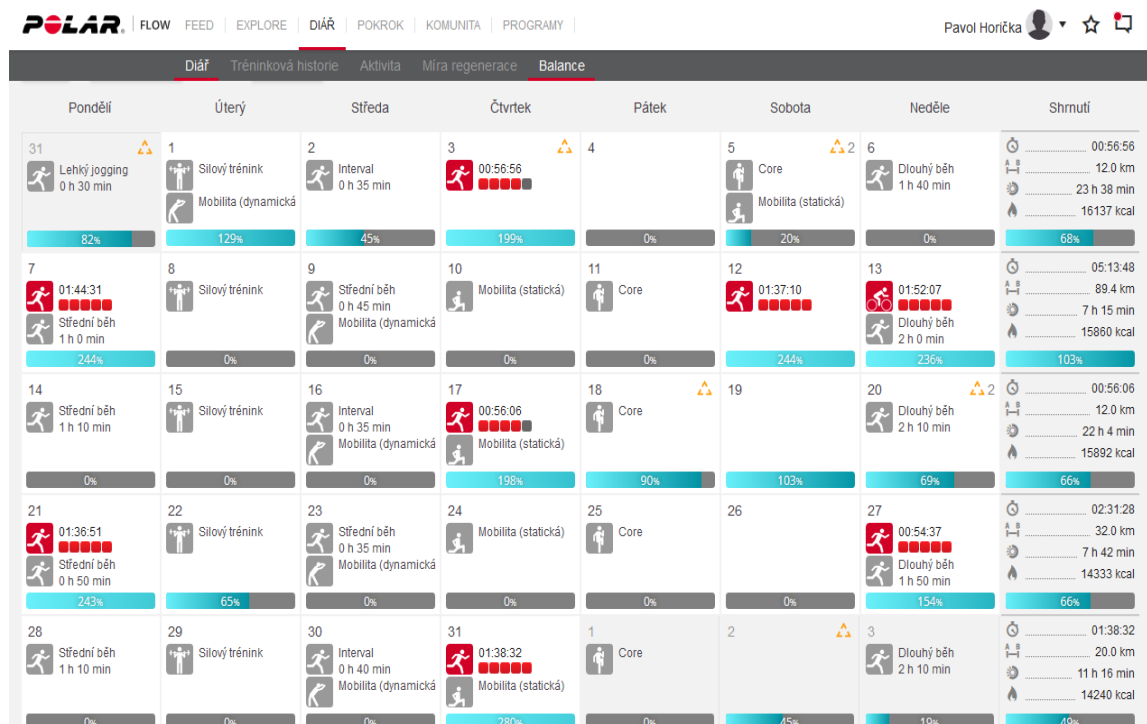 POLAR. FLOW FEED EXPLORE DIÁŘ POKROK KOMUNITA PROGRAMY Pavol Horička
Diář Tréninková historie Aktivita Míra regenerace Balance
Pondělí Úterý Středa Čtvrtek Pátek Sobota Neděle Shrnutí
31 1 2 3 4 5 2 6 00:56:56
Lehký jogging Silový trénink Interval 00:56:56 Core Dlouhý běh A B 12.0 km
0 h 30 min 0 h 35 min 1 h 40 min 23 h 38 min
Mobilita (dynamická Mobilita (statická) 16137 kcal
82% 129% 45% 199% 0% 20% 0% 68%
7 8 9 10 11 12 13 05:13:48
01:44:31 Silový trénink Střední běh Mobilita (statická) Core 01:37:10 01:52:07 A B 89.4 km
0 h 45 min
Střední běh Mobilita (dynamická Dlouhý běh 7 h 15 min
1 h 0 min 2 h 0 min 15860 kcal
244% 0% 0% 0% 0% 244% 236% 103%
14 15 16 17 18 19 20 2 00:56:06
Střední běh Silový trénink Interval 00:56:06 Core Dlouhý běh A B 12.0 km
1 h 10 min 0 h 35 min 2 h 10 min 22 h 4 min
Mobilita (dynamická Mobilita (statická) 15892 kcal
0% 0% 0% 198% 90% 103% 69% 66%
21 22 23 24 25 26 27 02:31:28
01:36:51 Silový trénink Střední běh Mobilita (statická) Core 00:54:37 A B 32.0 km
0 h 35 min
Střední běh Mobilita (dynamická Dlouhý běh 7 h 42 min
0 h 50 min 1 h 50 min 14333 kcal
243% 65% 0% 0% 0% 0% 154% 66%
28 29 30 31 1 2 3 01:38:32
Střední běh Silový trénink Interval 01:38:32 Core Dlouhý běh A B 20.0 km
1 h 10 min 0 h 40 min 2 h 10 min 11 h 16 min
Mobilita (dynamická Mobilita (statická) 14240 kcal
0% 0% 0% 280% 0% 45% 19% 49%